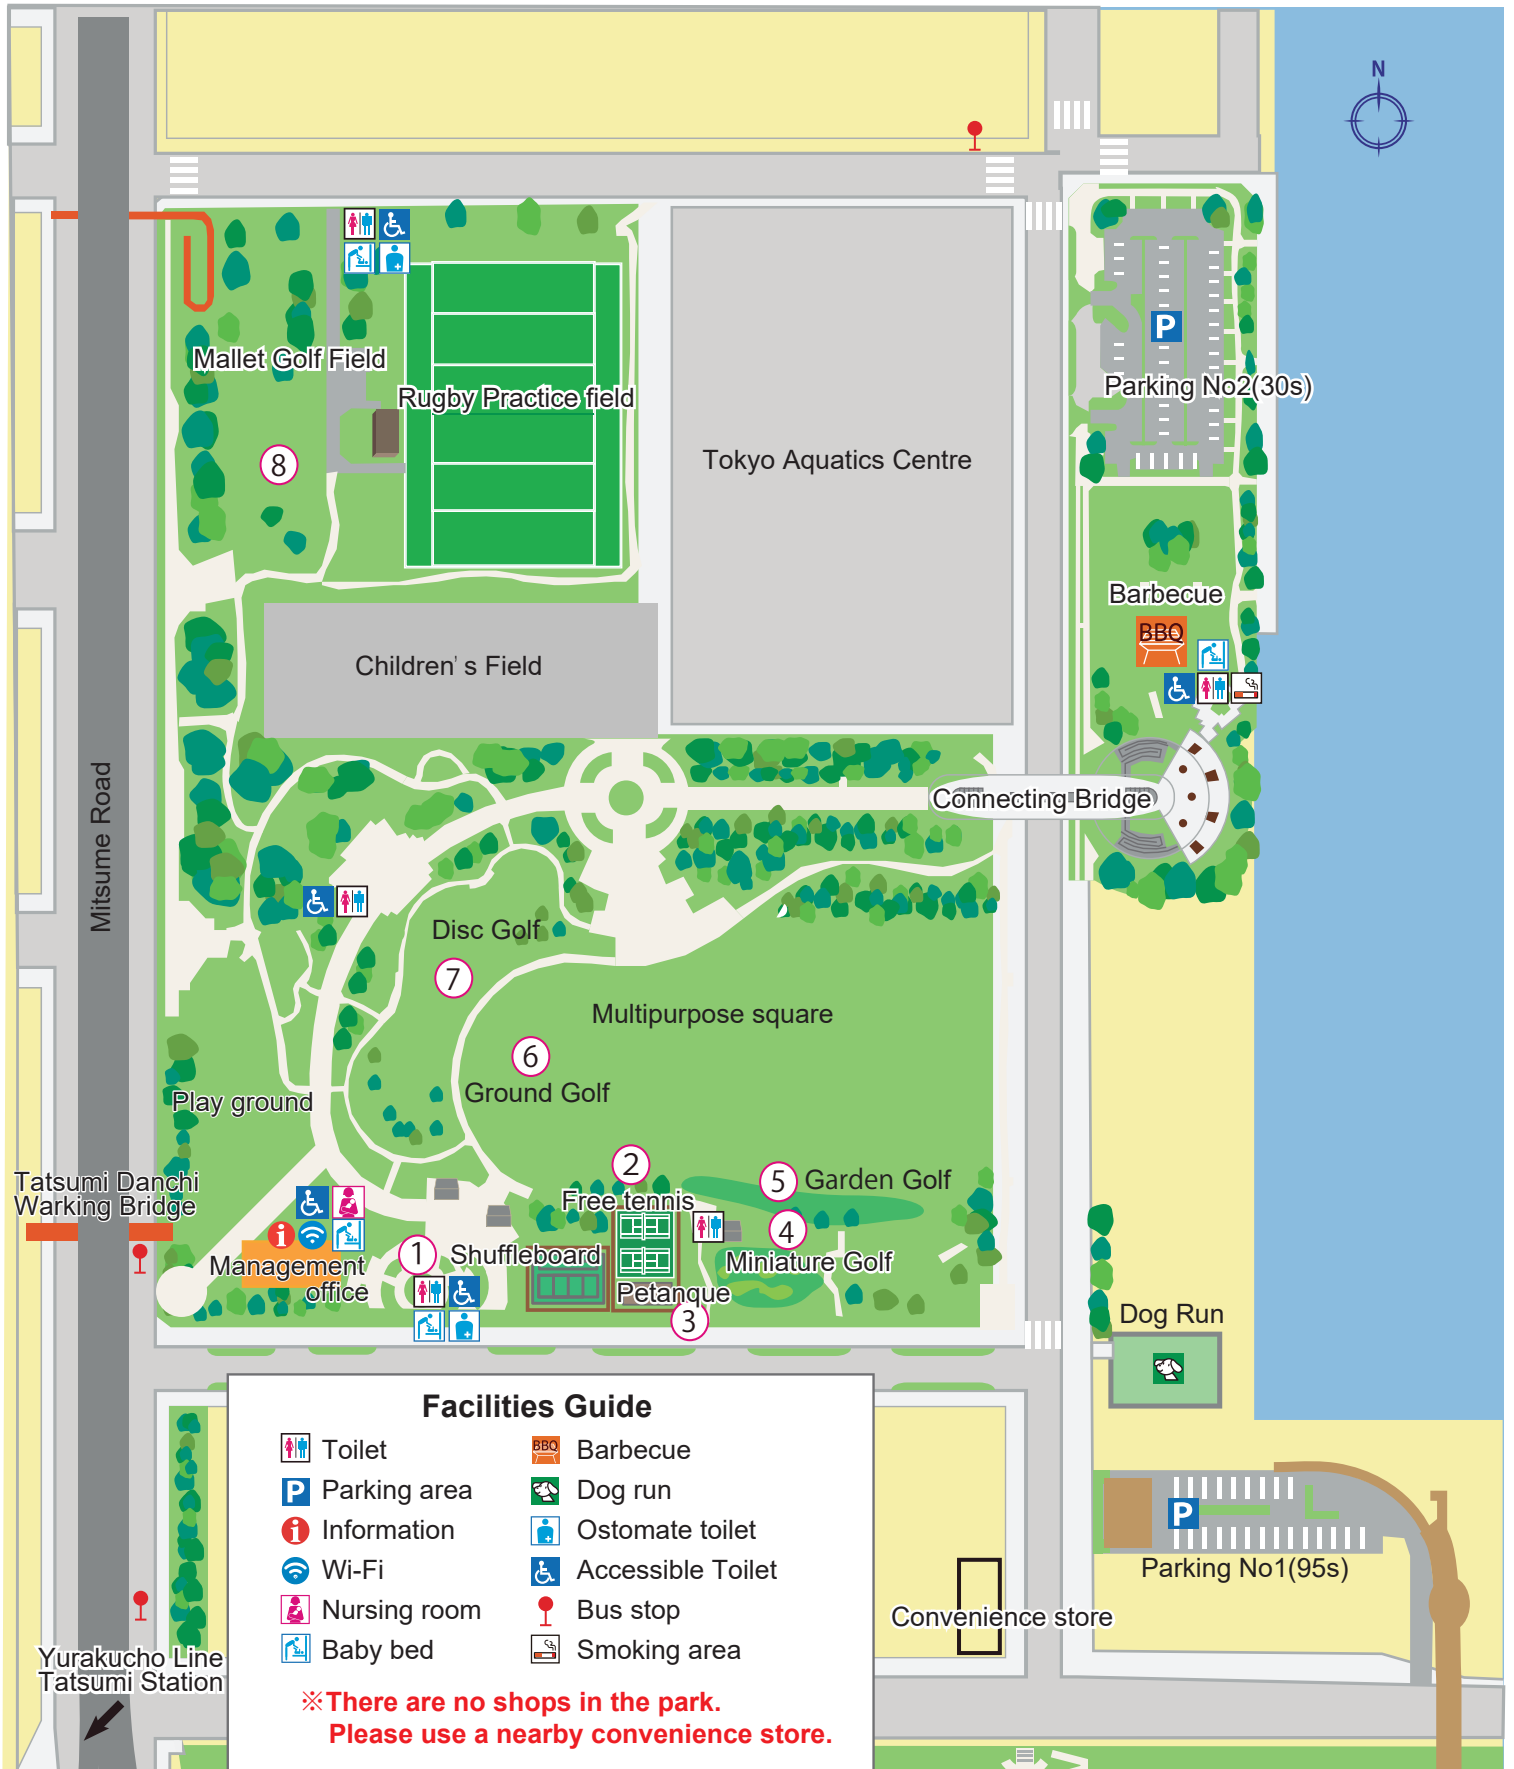 N
Mallet Golf Field
Rugby Practice field
8
Tokyo Aquatics Centre
P
Parking No2(30s)
Barbecue
BBQ
Children's Field
Mitsume Road
Connecting Bridge
Disc Golf
7
Multipurpose square
6
Ground Golf
Play ground
Tatsumi Danchi
Warking Bridge
2
Free tennis
5
Garden Golf
4
Miniature Golf
i
Management
office
1
Shuffleboard
Petanque
3
Dog Run
P
Parking No1(95s)
Convenience store
Yurakucho Line
Tatsumi Station
Facilities Guide
Toilet
P Parking area
i Information
Wi-Fi
Nursing room
Baby bed
BBQ Barbecue
Dog run
Ostomate toilet
Accessible Toilet
Bus stop
Smoking area
※There are no shops in the park.
Please use a nearby convenience store.